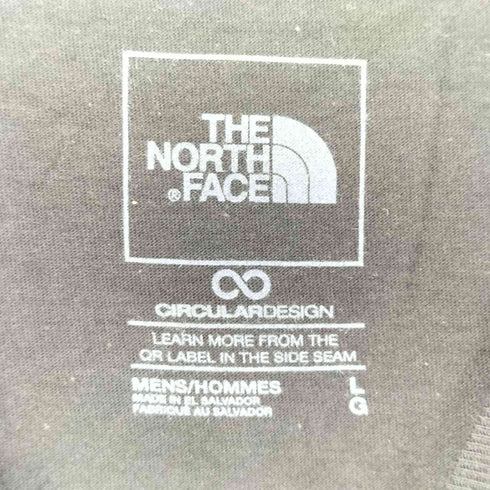 THE
NORTH
® FACE
CIRCULARDESIGN
LEARN MORE FROM THE
QR LABEL IN THE SIDE SEAM
MENS/HOMMES L
MADE IN EL SALVADOR G
FABRIQUÉ AU SALVADOR